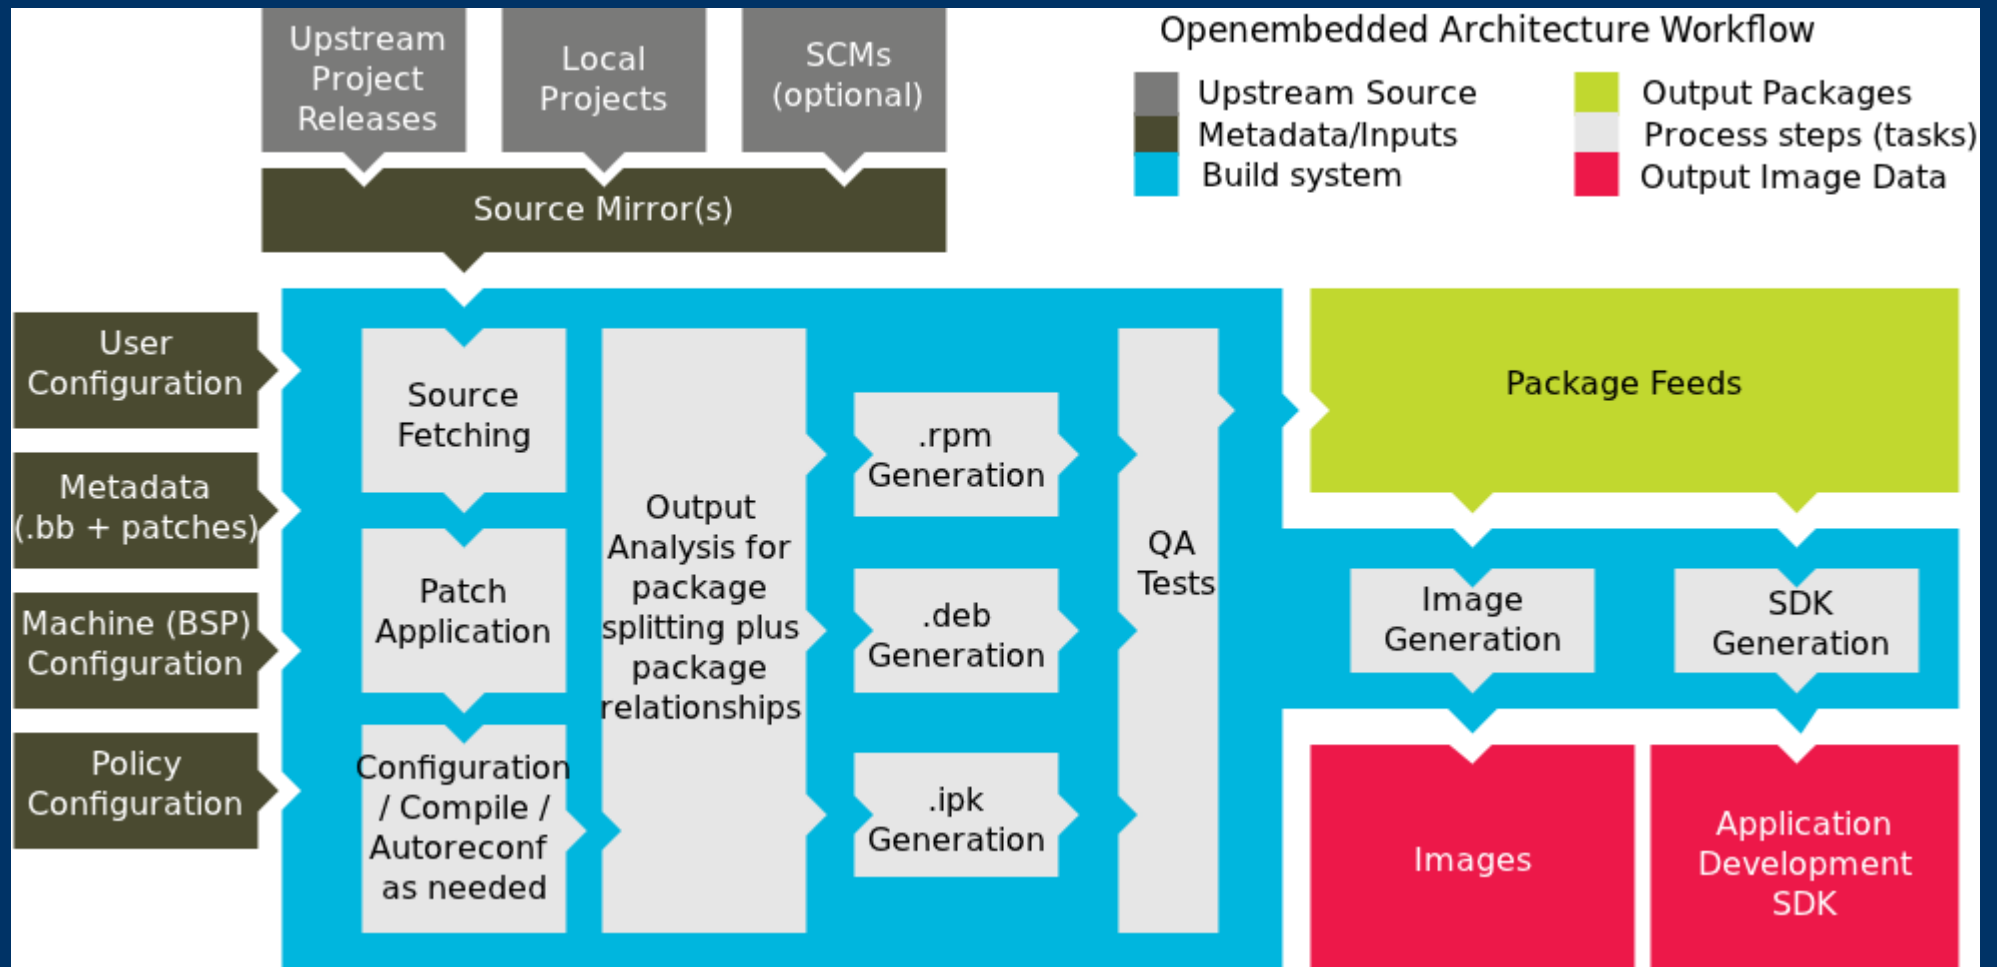 Openembedded Architecture Workflow
Upstream Source
Metadata/Inputs
Build system
Output Packages
Process steps (tasks)
Output Image Data
Upstream
Project
Releases
Local
Projects
SCMs
(optional)
Source Mirror(s)
User
Configuration
Metadata
(.bb + patches)
Machine (BSP)
Configuration
Policy
Configuration
Source
Fetching
Patch
Application
Configuration
/ Compile /
Autoreconf
as needed
Output
Analysis for
package
splitting plus
package
relationships
.rpm
Generation
.deb
Generation
.ipk
Generation
QA
Tests
Package Feeds
Image
Generation
SDK
Generation
Images
Application
Development
SDK